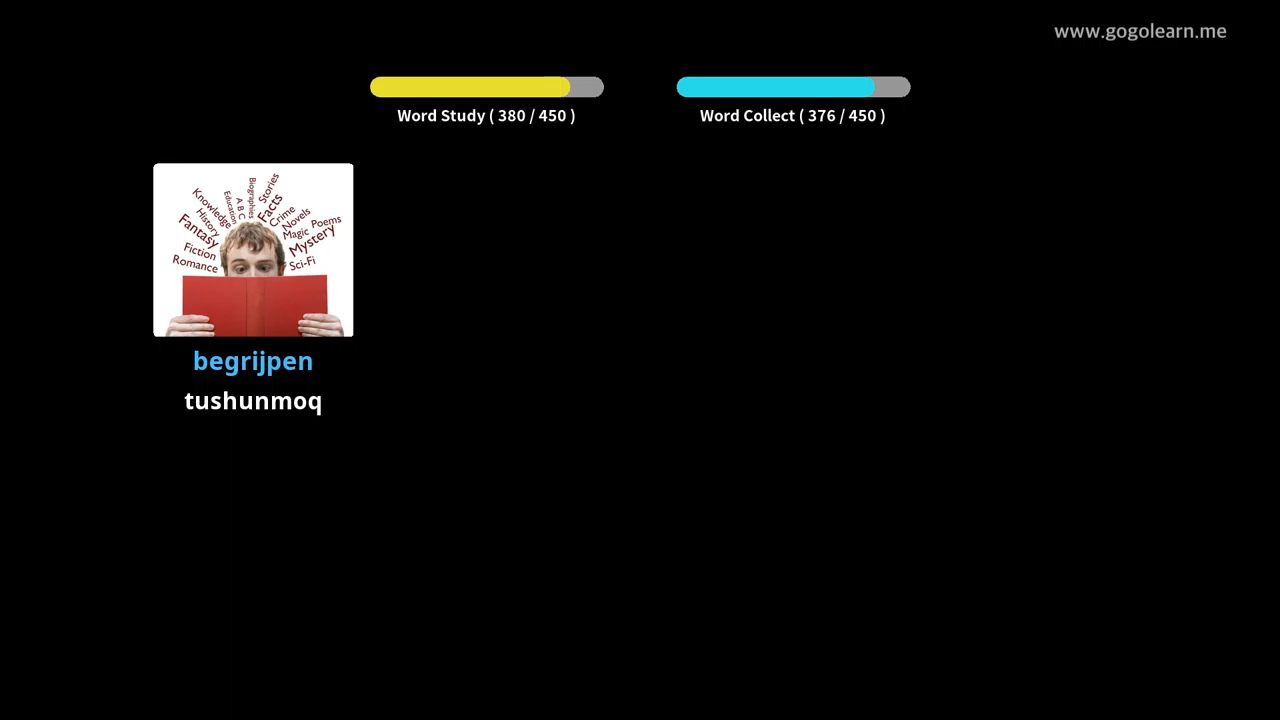 www.gogolearn.me
Word Study ( 380 / 450 )
Word Collect ( 376 / 450 )
Stories
Biographies
Facts
A B C
Education
Knowledge
Crime
History
Novels
Poems
Fantasy
Magic
Mystery
Fiction
Romance
Sci-Fi
begrijpen
tushunmoq